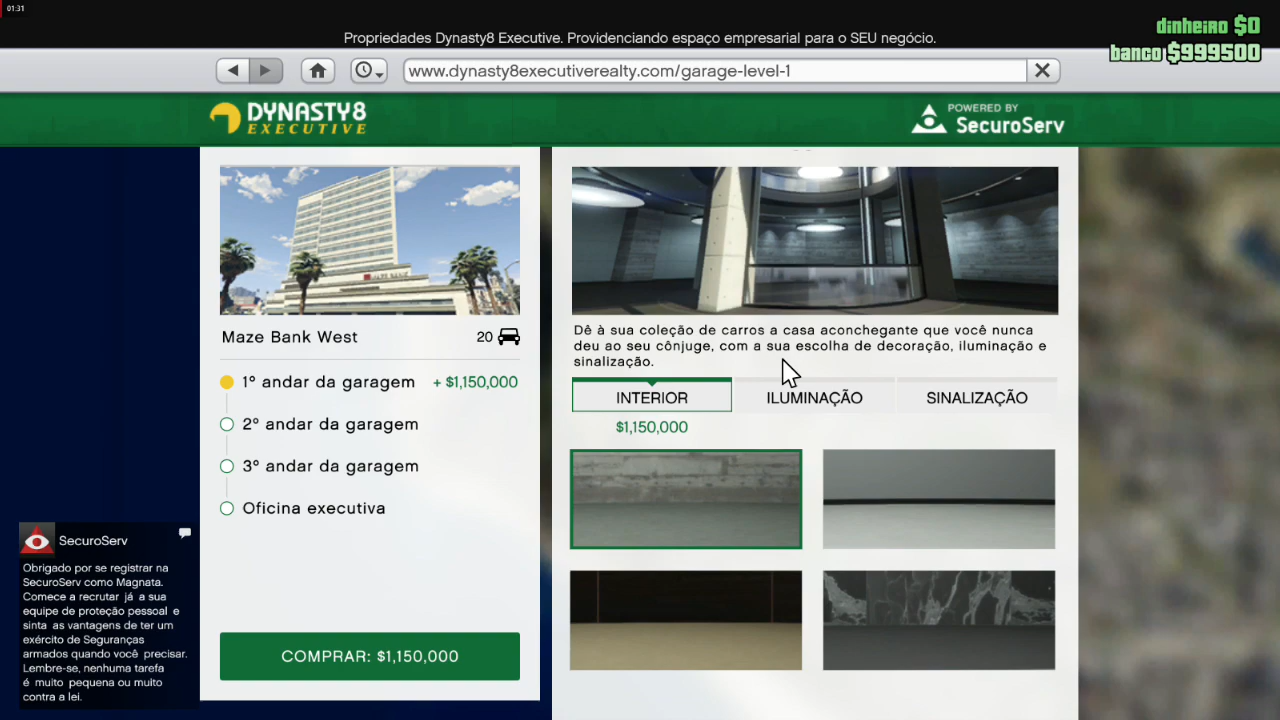 01:31
dinheiro $0
banco $999500
Propriedades Dynasty8 Executive. Providenciando espaço empresarial para o SEU negócio.
www.dynasty8executiverealty.com/garage-level-1
DYNASTY8
EXECUTIVE
POWERED BY
SecuroServ
MAZE BANK
Maze Bank West 20
1º andar da garagem + $1,150,000
2º andar da garagem
3º andar da garagem
Oficina executiva
COMPRAR: $1,150,000
Dê à sua coleção de carros a casa aconchegante que você nunca
deu ao seu cônjuge, com a sua escolha de decoração, iluminação e
sinalização.
INTERIOR ILUMINAÇÃO SINALIZAÇÃO
$1,150,000
SecuroServ
Obrigado por se registrar na
SecuroServ como Magnata.
Comece a recrutar já a sua
equipe de proteção pessoal e
sinta as vantagens de ter um
exército de Seguranças
armados quando você precisar.
Lembre-se, nenhuma tarefa
é muito pequena ou muito
contra a lei.